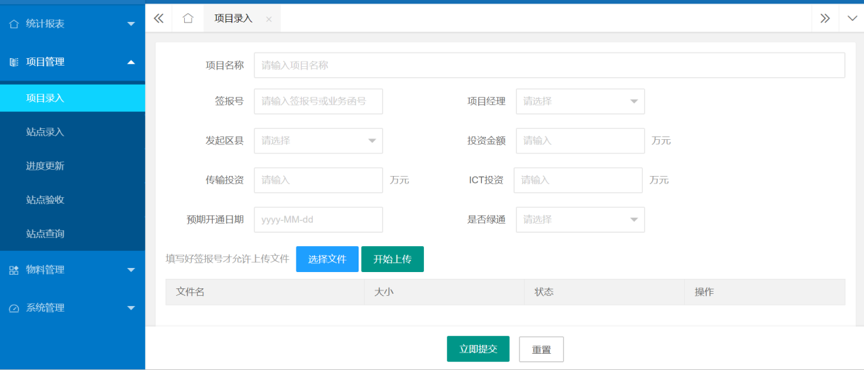 统计报表
项目管理
项目录入
站点录入
进度更新
站点验收
站点查询
物料管理
系统管理
项目录入
项目名称 请输入项目名称
签报号 请输入签报号或业务函号 项目经理 请选择
发起区县 请选择 投资金额 请输入 万元
传输投资 请输入 万元 ICT投资 请输入 万元
预期开通日期 yyyy-MM-dd 是否绿通 请选择
填写好签报号才允许上传文件 选择文件 开始上传
文件名 大小 状态 操作
立即提交 重置